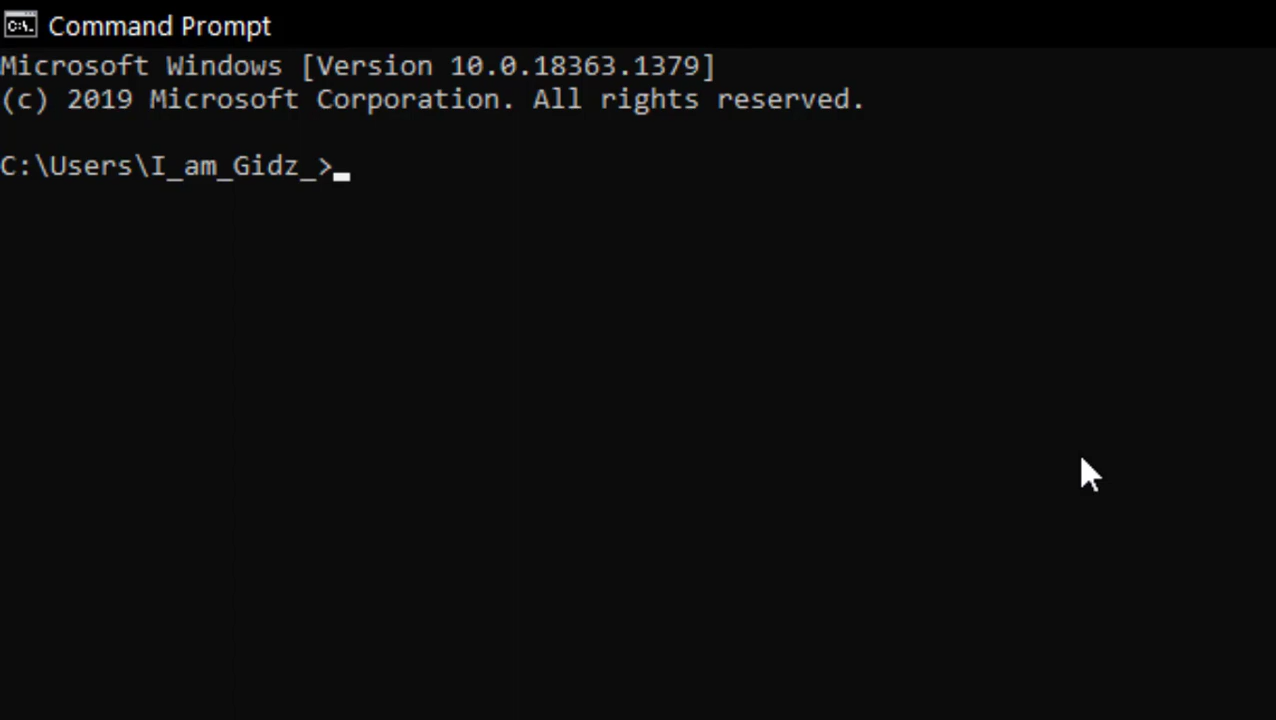 Command Prompt
Microsoft Windows [Version 10.0.18363.1379]
(c) 2019 Microsoft Corporation. All rights reserved.
C:\Users\I_am_Gidz_>